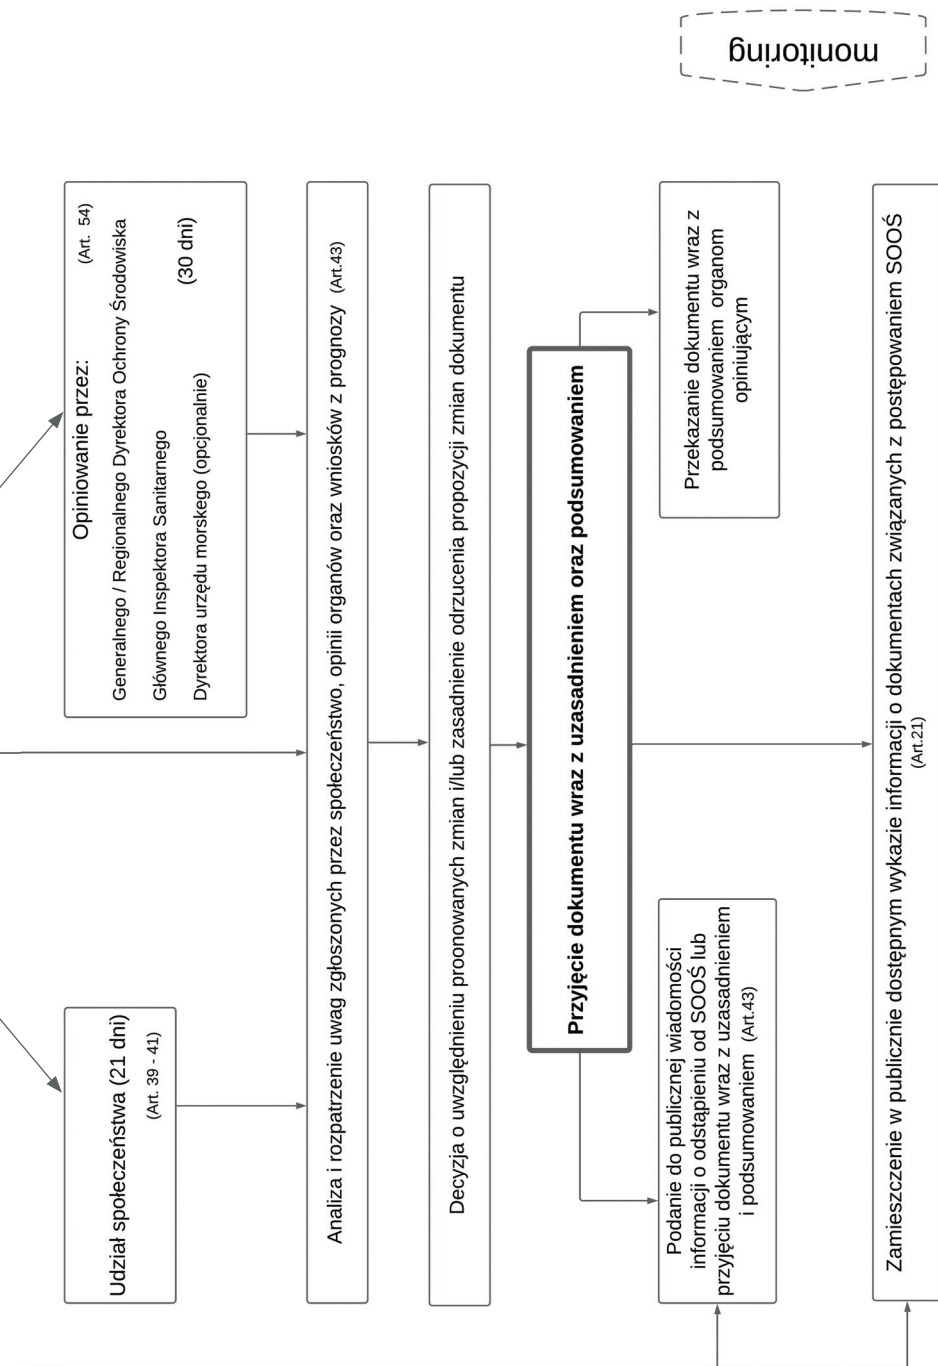 Udział społeczeństwa (21 dni)
(Art. 39 - 41)
Opiniowanie przez:
(Art. 54)
Generalnego / Regionalnego Dyrektora Ochrony Środowiska
Głównego Inspektora Sanitarnego
(30 dni)
Dyrektora urzędu morskego (opcjonalnie)
Analiza i rozpatrzenie uwag zgłoszonych przez społeczeństwo, opinii organów oraz wniosków z prognozy (Art.43)
Decyzja o uwzględnieniu proonowanych zmian i/lub zasadnienie odrzucenia propozycji zmian dokumentu
Przyjęcie dokumentu wraz z uzasadnieniem oraz podsumowaniem
Podanie do publicznej wiadomości
informacji o odstąpieniu od SOOŚ lub
przyjęciu dokumentu wraz z uzasadnieniem
i podsumowaniem (Art.43)
Przekazanie dokumentu wraz z
podsumowaniem organom
opiniującym
Zamieszczenie w publicznie dostępnym wykazie informacji o dokumentach związanych z postępowaniem SOOŚ
(Art.21)
monitoring